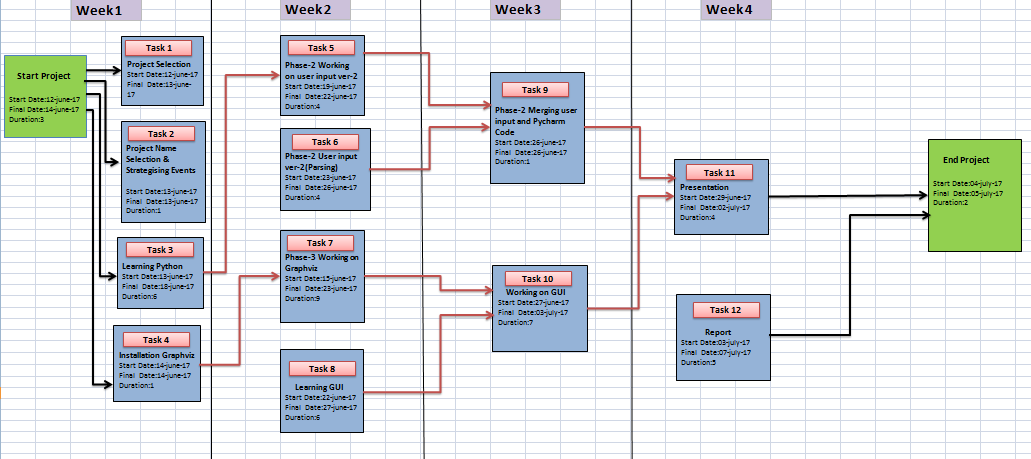 Week1
Week2
Week3
Week4
Start Project
Start Date:12-june-17
Final Date:14-june-17
Duration:3
Task 1
Project Selection
Start Date:12-june-17
Final Date:13-june-
17
Task 2
Project Name
Selection &
Strategising Events
Start Date:13-june-17
Final Date:13-june-17
Duration:1
Task 3
Learning Python
Start Date:13-june-17
Final Date:18-june-17
Duration:6
Task 4
Installation Graphviz
Start Date:14-june-17
Final Date:14-june-17
Duration:1
Task 5
Phase-2 Working
on user input ver-2
Start Date:19-june-17
Final Date:22-june-17
Duration:4
Task 6
Phase-2 User input
ver-2(Parsing)
Start Date:23-june-17
Final Date:26-june-17
Duration:4
Task 7
Phase-3 Working on
Graphviz
Start Date:15-june-17
Final Date:23-june-17
Duration:9
Task 8
Learning GUI
Start Date:22-june-17
Final Date:27-june-17
Duration:6
Task 9
Phase-2 Merging user
input and Pycharm
Code
Start Date:26-june-17
Final Date:26-june-17
Duration:1
Task 10
Working on GUI
Start Date:27-june-17
Final Date:03-july-17
Duration:7
Task 11
Presentation
Start Date:29-june-17
Final Date:02-july-17
Duration:4
Task 12
Report
Start Date:03-july-17
Final Date:07-july-17
Duration:5
End Project
Start Date:04-july-17
Final Date:05-july-17
Duration:2